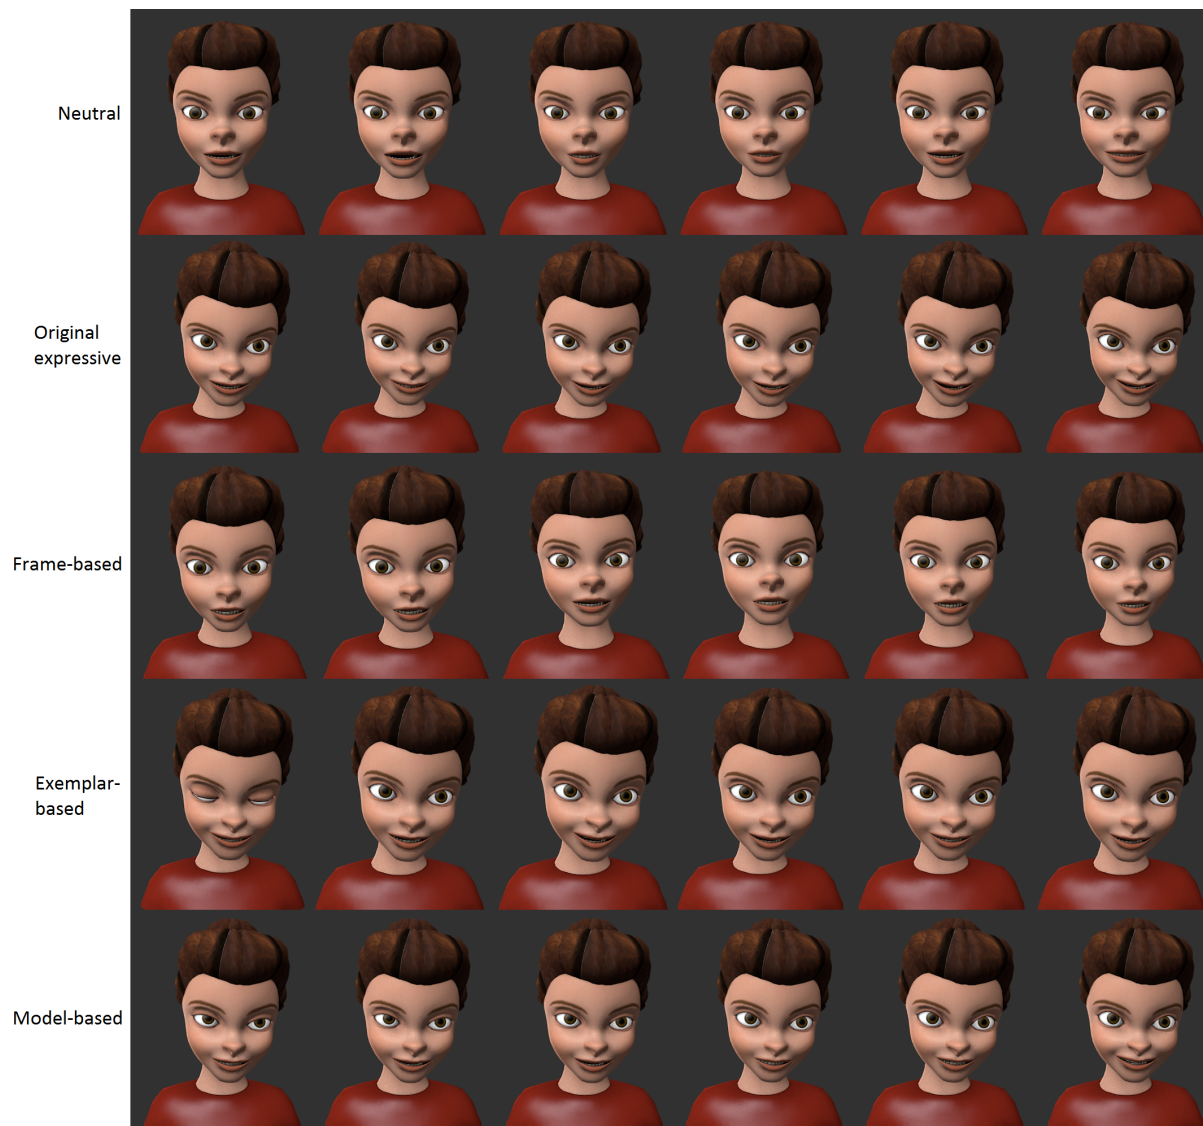 Neutral
Original
expressive
Frame-based
Exemplar-
based
Model-based